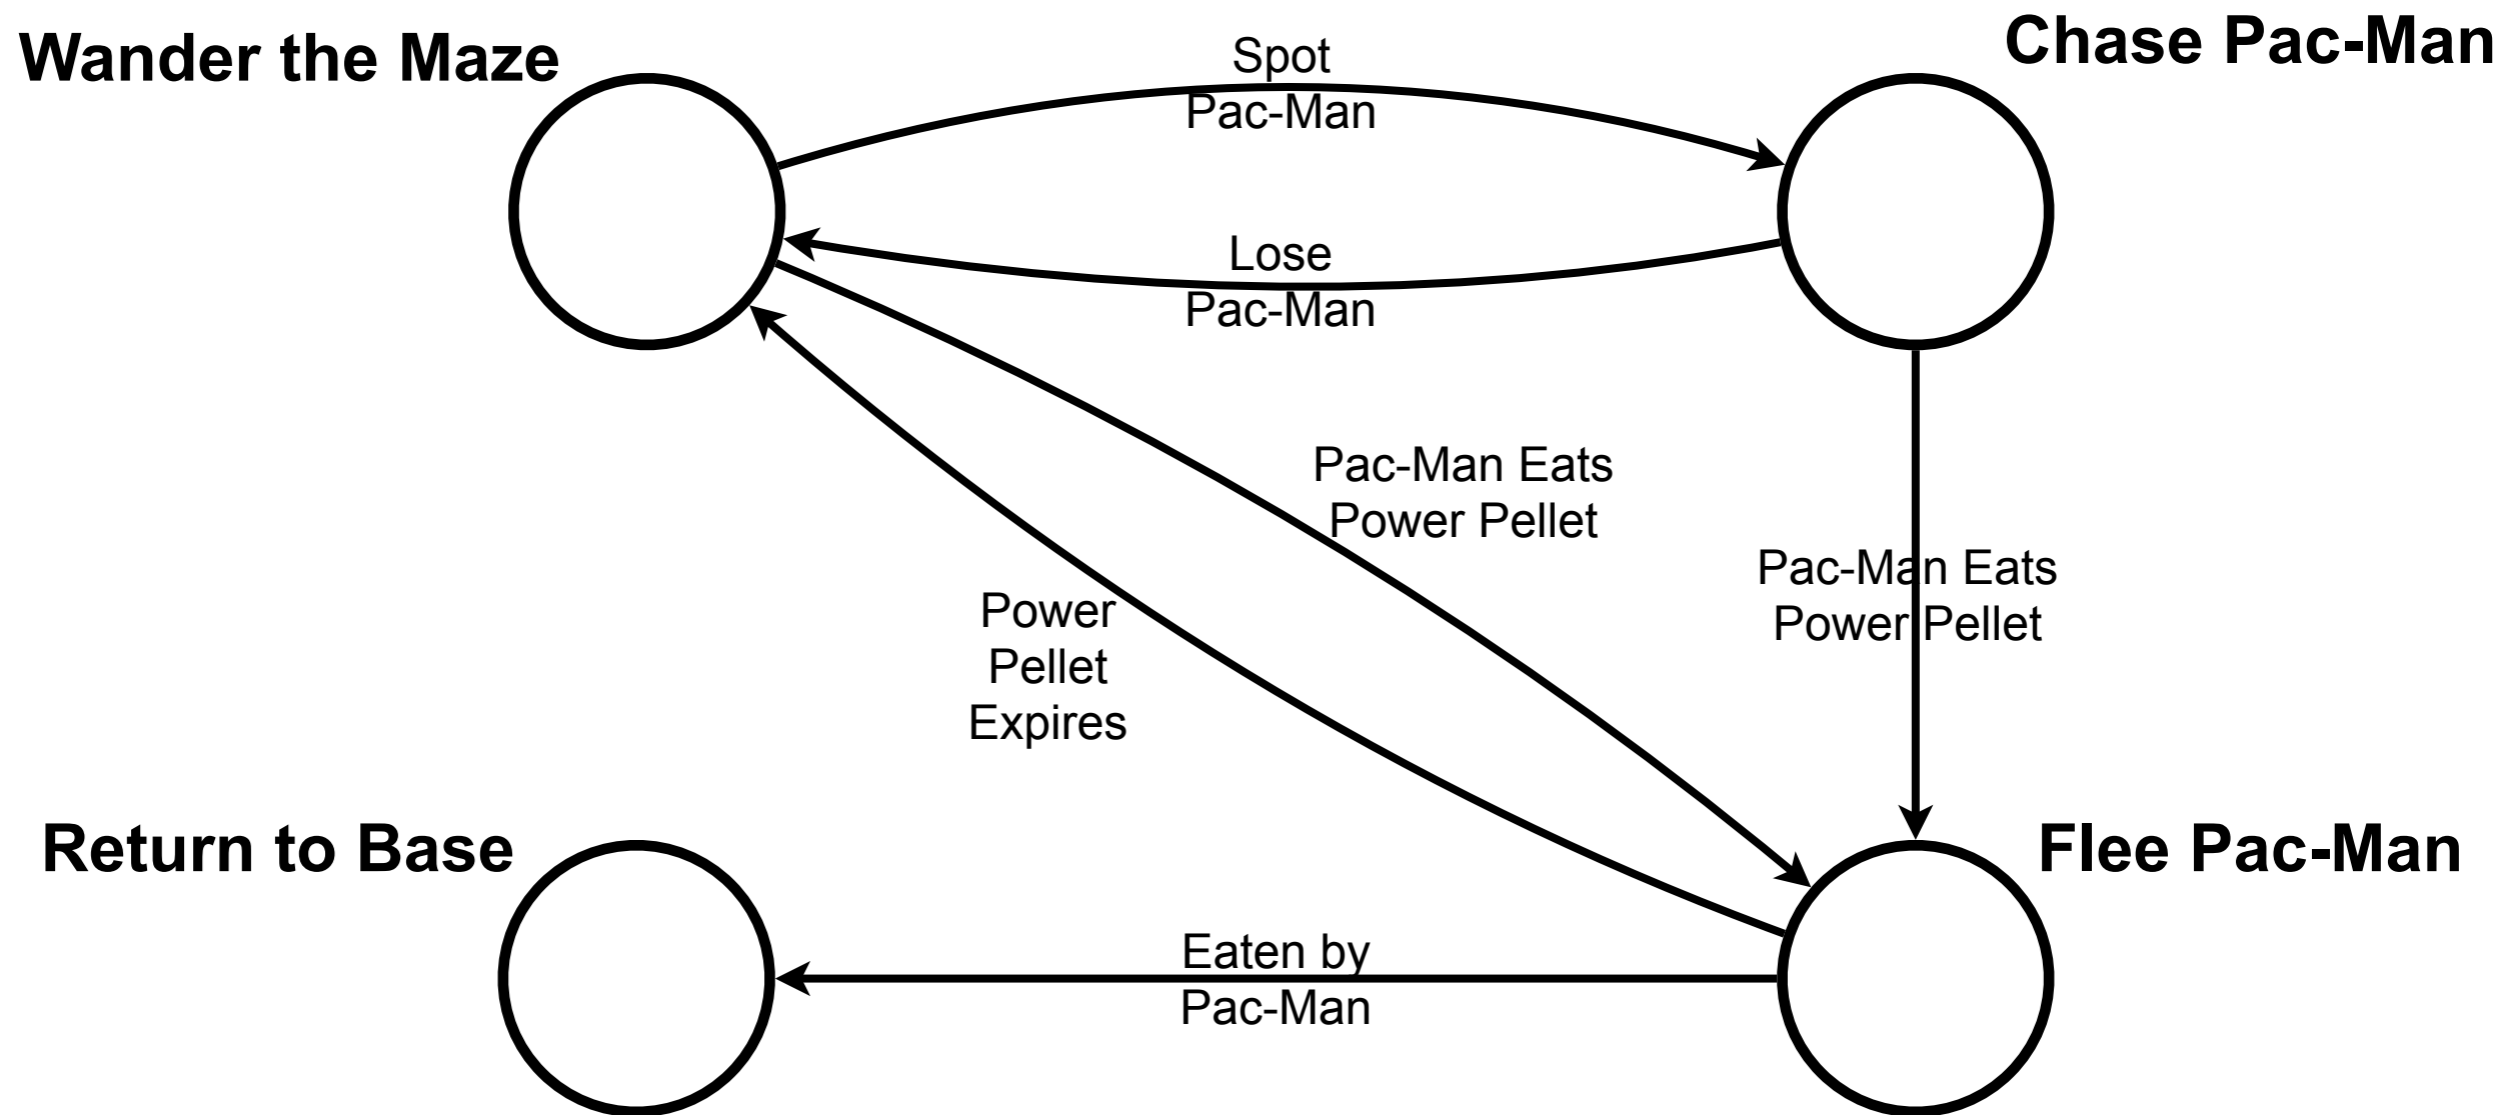 Wander the Maze
Spot
Pac-Man
Chase Pac-Man
Lose
Pac-Man
Pac-Man Eats
Power Pellet
Pac-Man Eats
Power Pellet
Power
Pellet
Expires
Return to Base
Flee Pac-Man
Eaten by
Pac-Man